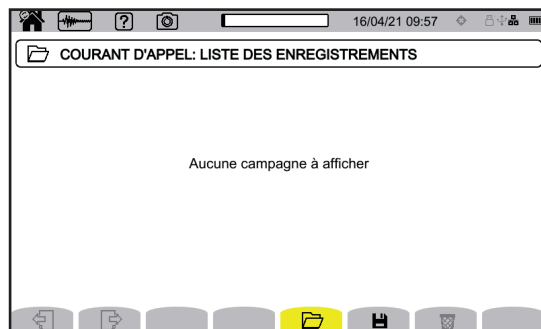 ?
16/04/21 09:57
COURANT D'APPEL: LISTE DES ENREGISTREMENTS
Aucune campagne à afficher